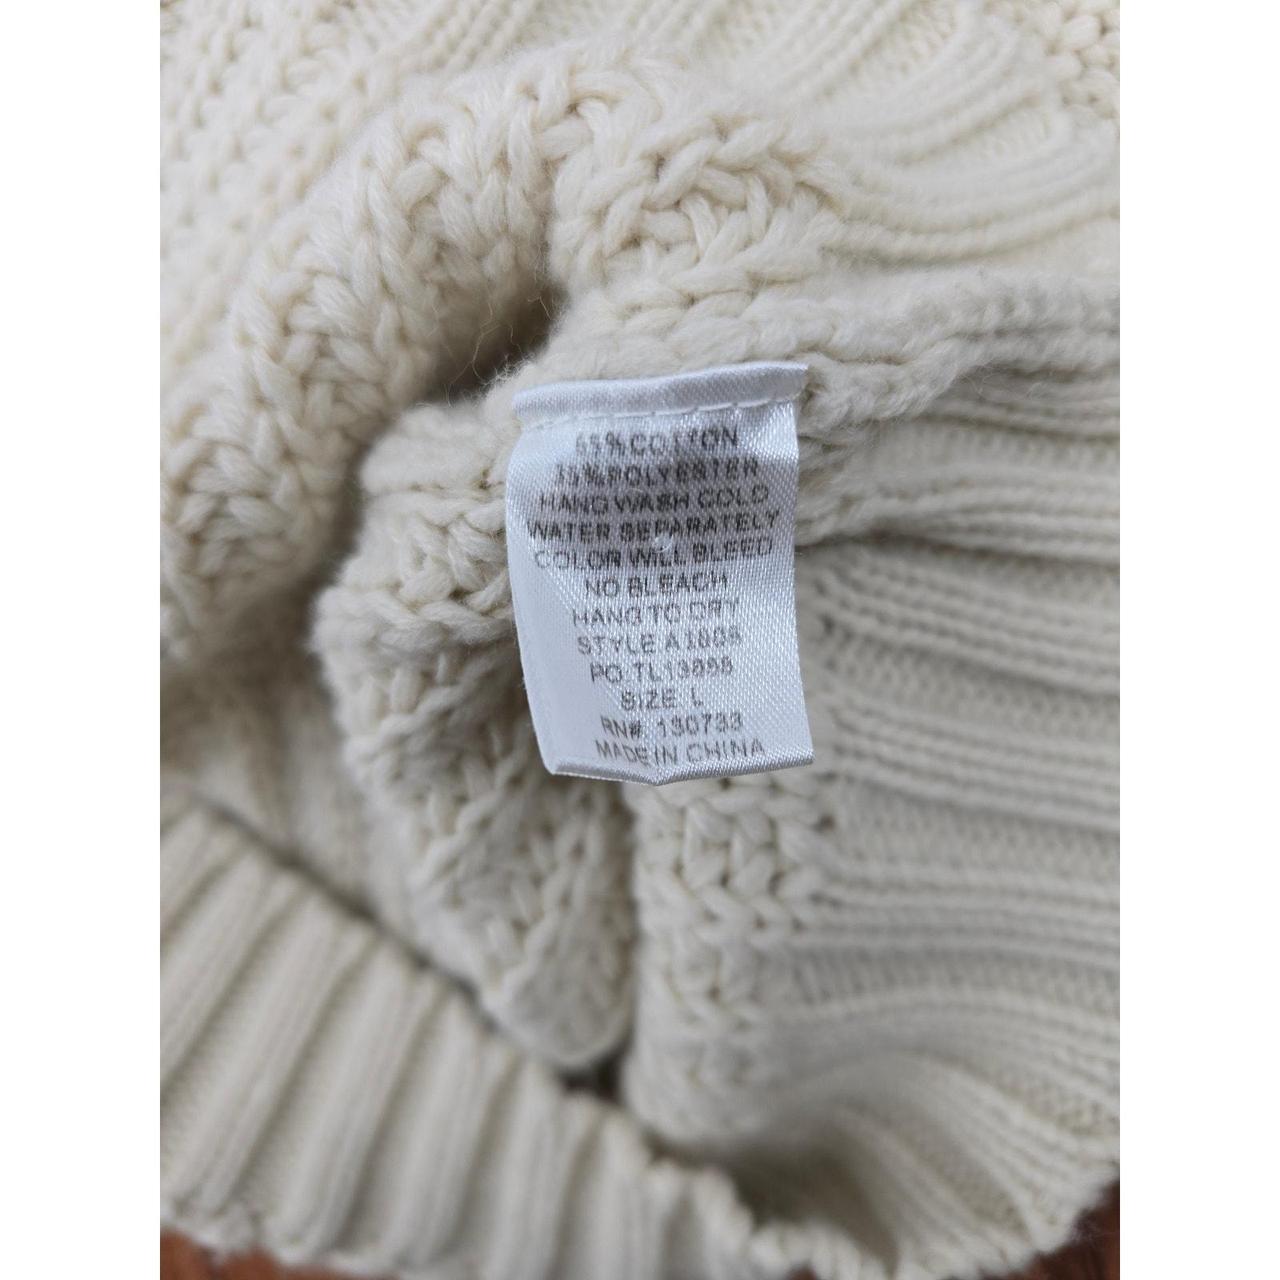 COTTON
POLYESTER
HAND WASH COLD
WATER SEPARATELY
COLOR WILL BLEED
NO BLEACH
HANG TO DRY
STYLE
PO
SIZE L
RN# 130733
MADE IN CHINA